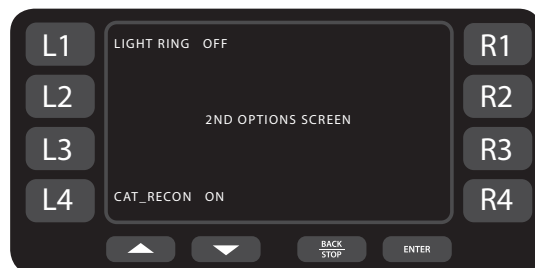 L1 LIGHT RING OFF R1
L2 R2
2ND OPTIONS SCREEN
L3 R3
L4 CAT_RECON ON R4
BACK
STOP ENTER